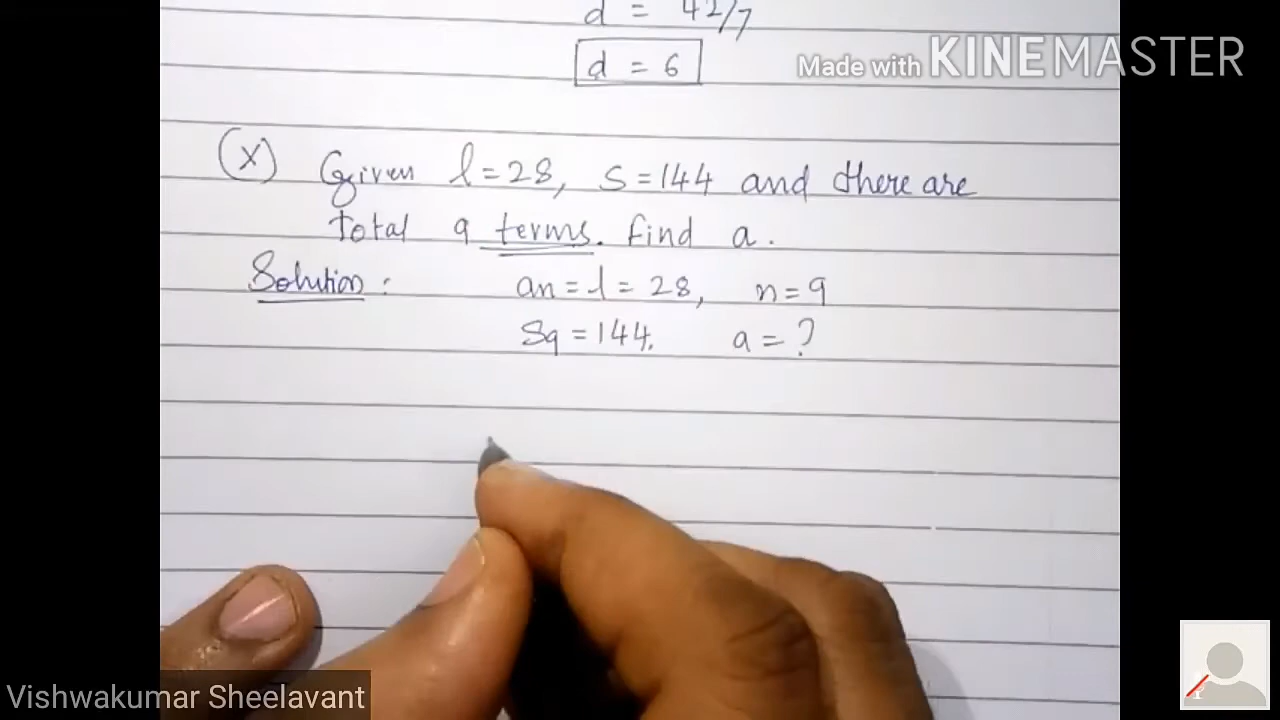 d = 42/7
Made with KINEMASTER
d = 6
(X) Given l=28, S=144 and there are
total 9 terms. Find a.
Solution: an = l = 28, n=9
S9 = 144. a = ?
Vishwakumar Sheelavant